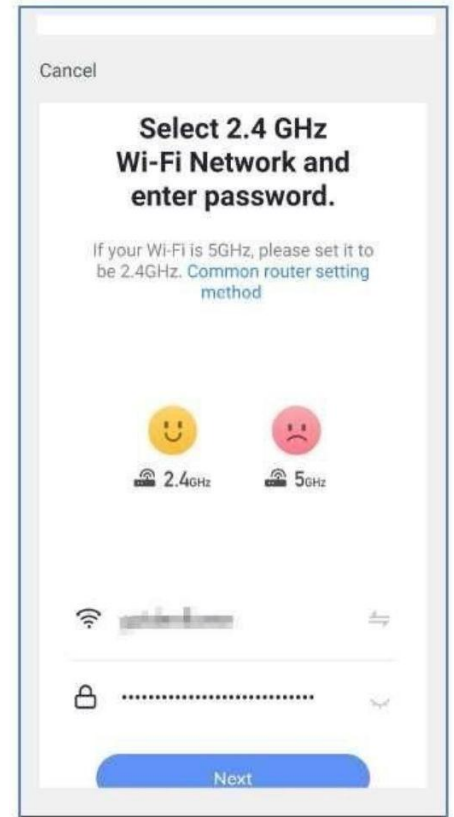 Cancel
Select 2.4 GHz
Wi-Fi Network and
enter password.
If your Wi-Fi is 5GHz, please set it to
be 2.4GHz. Common router setting
method
2.4GHz
5GHz
Next